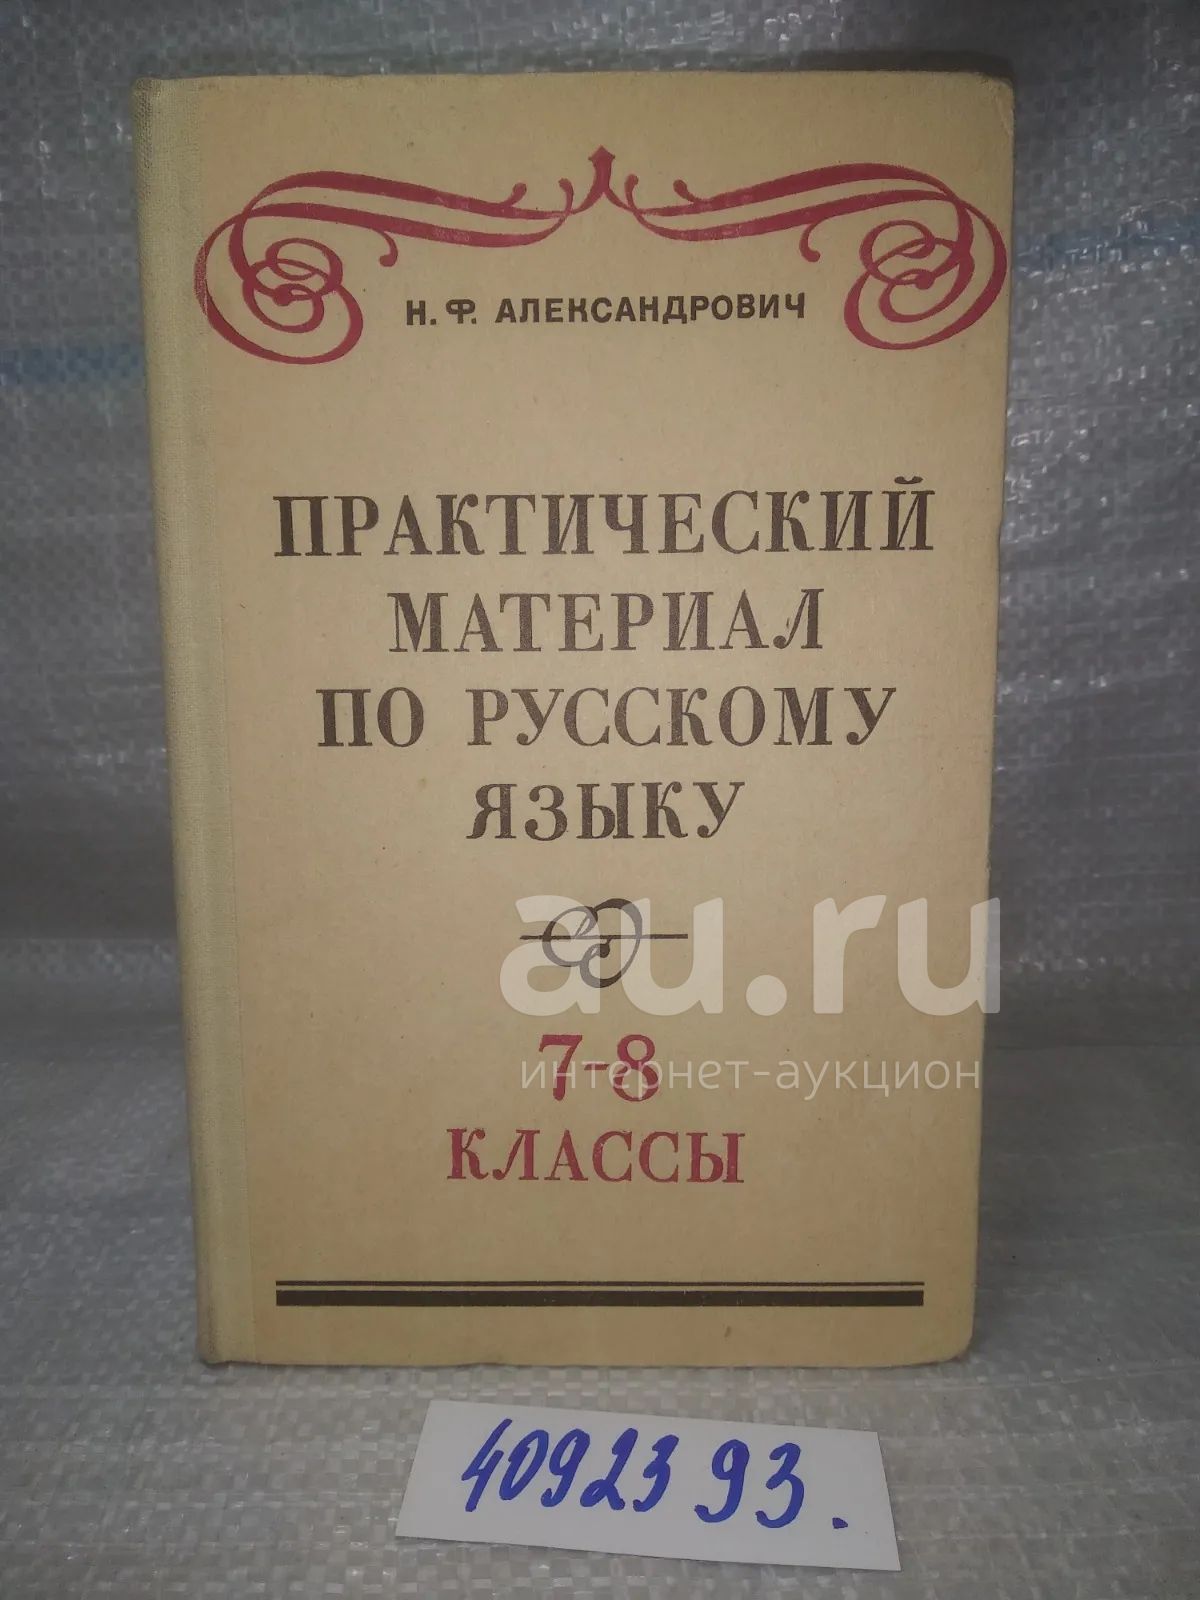 Н. Ф. АЛЕКСАНДРОВИЧ
ПРАКТИЧЕСКИЙ
МАТЕРИАЛ
ПО РУССКОМУ
ЯЗЫКУ
au.ru
7-8
интернет-аукцион
КЛАССЫ
4092393.